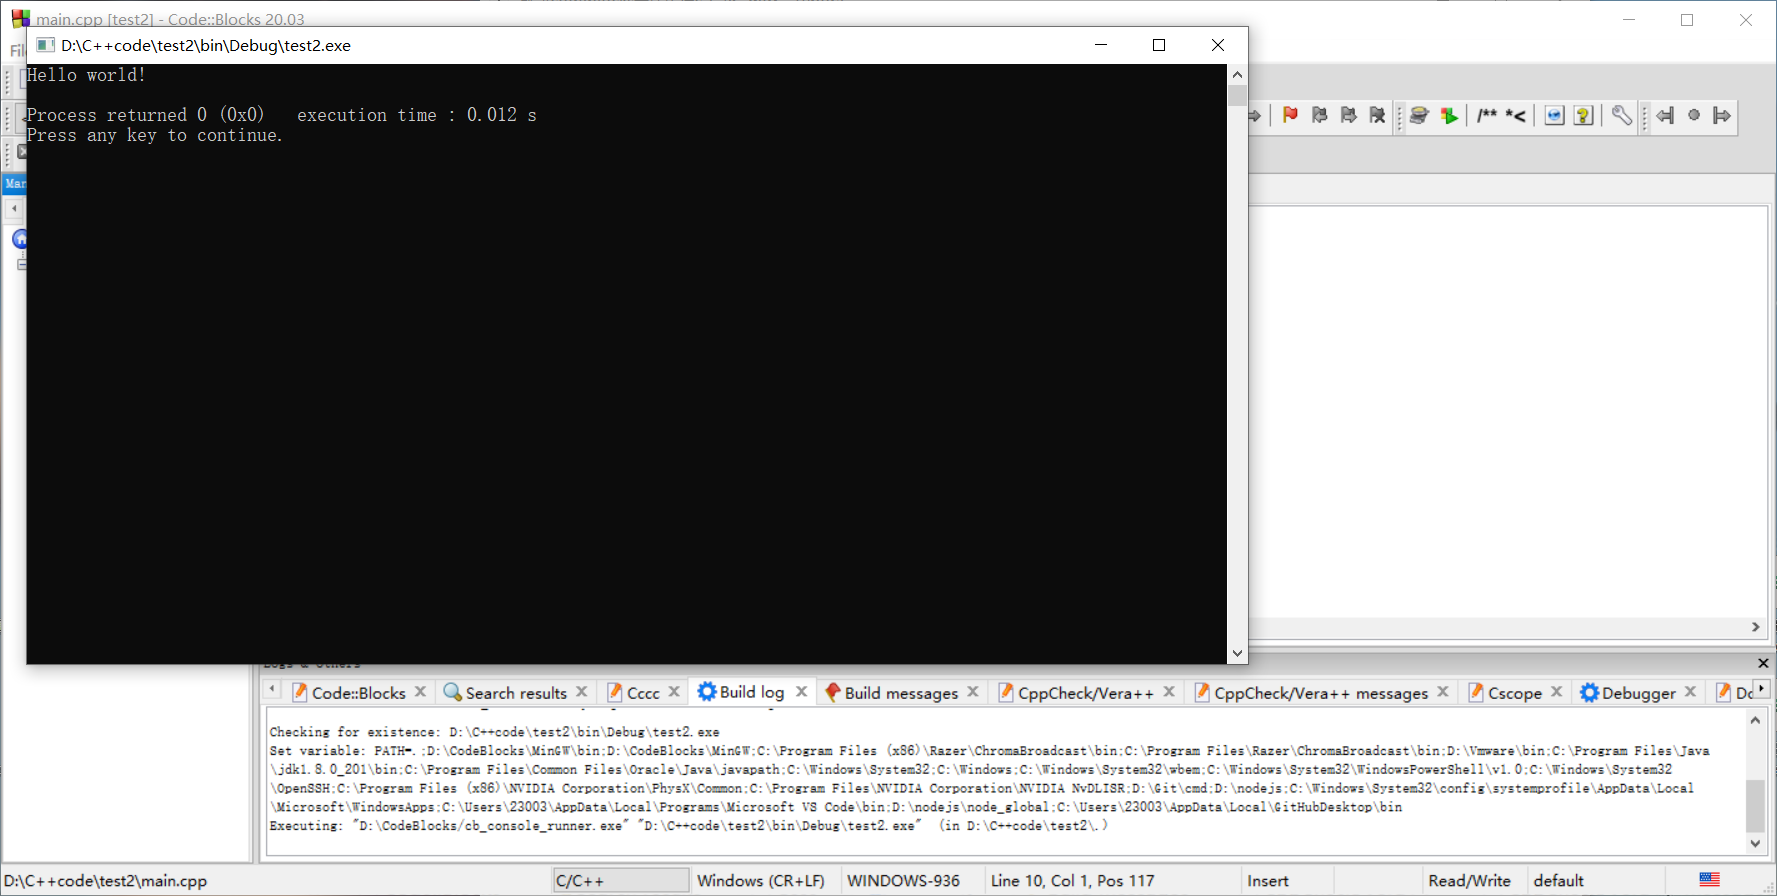 main.cpp [test2] - Code::Blocks 20.03
D:\C++code\test2\bin\Debug\test2.exe
Hello world!
Process returned 0 (0x0)   execution time : 0.012 s
Press any key to continue.
/** *<
Code::Blocks
Search results
Cccc
Build log
Build messages
CppCheck/Vera++
CppCheck/Vera++ messages
Cscope
Debugger
Checking for existence: D:\C++code\test2\bin\Debug\test2.exe
Set variable: PATH=.;D:\CodeBlocks\MinGW\bin;D:\CodeBlocks\MinGW;C:\Program Files (x86)\Razer\ChromaBroadcast\bin;C:\Program Files\Razer\ChromaBroadcast\bin;D:\Vmware\bin;C:\Program Files\Java
\jdk1.8.0_201\bin;C:\Program Files\Common Files\Oracle\Java\javapath;C:\Windows\System32;C:\Windows;C:\Windows\System32\wbem;C:\Windows\System32\WindowsPowerShell\v1.0;C:\Windows\System32
\OpenSSH;C:\Program Files (x86)\NVIDIA Corporation\PhysX\Common;C:\Program Files\NVIDIA Corporation\NVIDIA NvDLISR;D:\Git\cmd;D:\nodejs;C:\Windows\System32\config\systemprofile\AppData\Local
\Microsoft\WindowsApps;C:\Users\23003\AppData\Local\Programs\Microsoft VS Code\bin;D:\nodejs\node_global;C:\Users\23003\AppData\Local\GitHubDesktop\bin
Executing: "D:\CodeBlocks/cb_console_runner.exe" "D:\C++code\test2\bin\Debug\test2.exe"  (in D:\C++code\test2\.)
D:\C++code\test2\main.cpp
C/C++
Windows (CR+LF)
WINDOWS-936
Line 10, Col 1, Pos 117
Insert
Read/Write
default